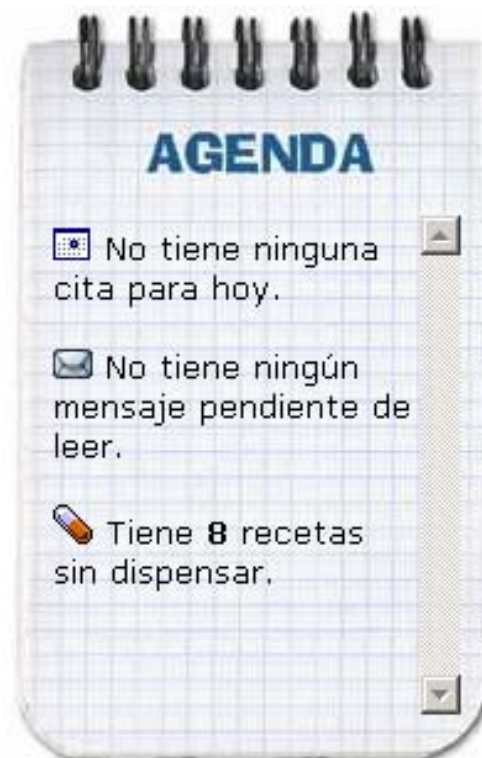 AGENDA
No tiene ninguna
cita para hoy.
No tiene ningún
mensaje pendiente de
leer.
Tiene 8 recetas
sin dispensar.